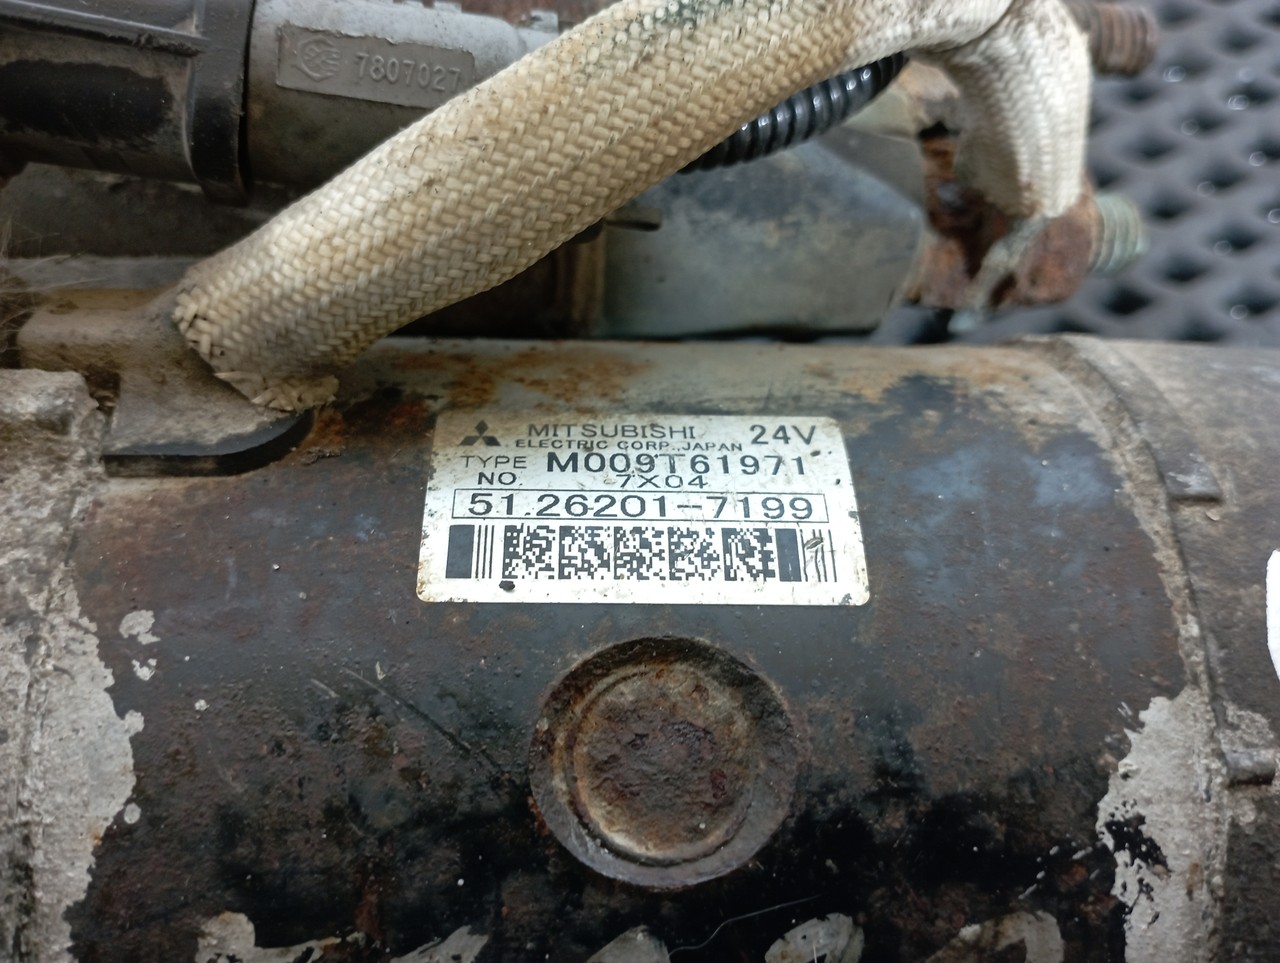 7807027
MITSUBISHI 24V
ELECTRIC CORP. JAPAN
TYPE M009T61971
NO. 7X04
51.26201-7199